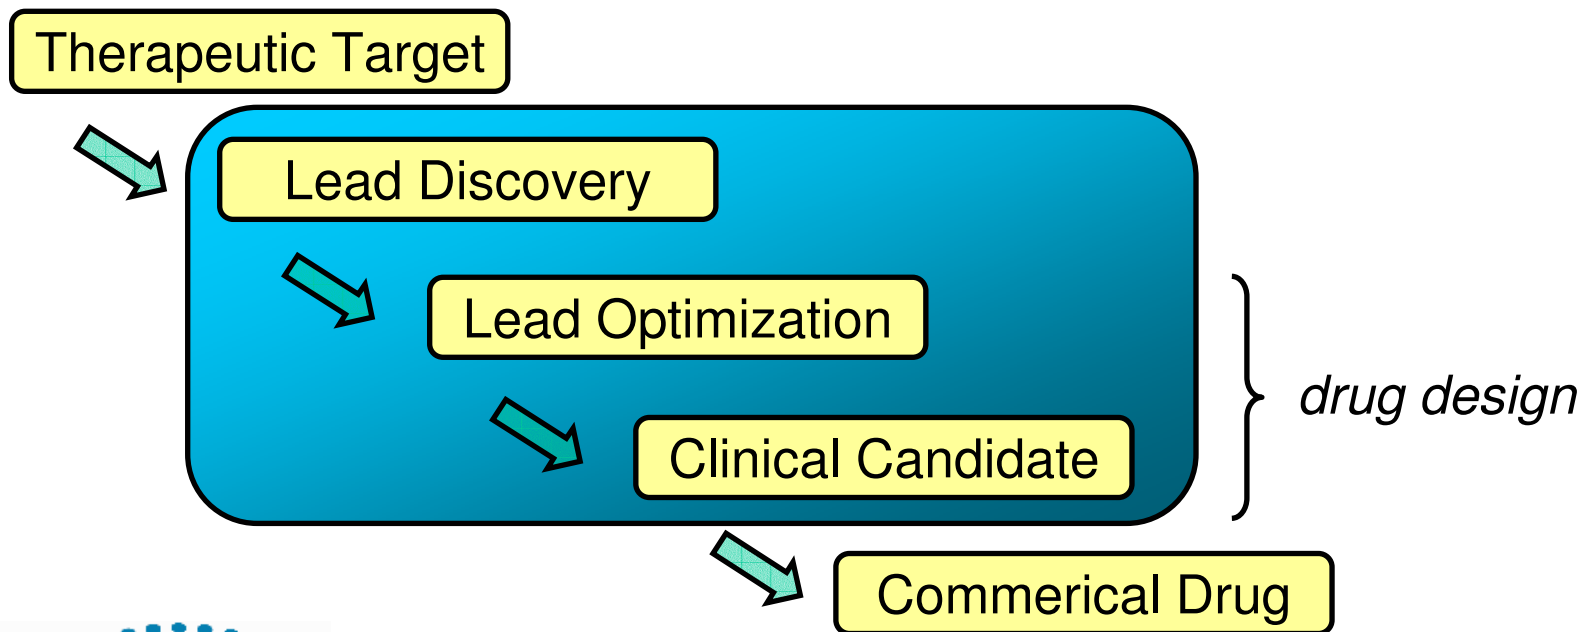 Therapeutic Target
Lead Discovery
Lead Optimization
drug design
Clinical Candidate
Commerical Drug